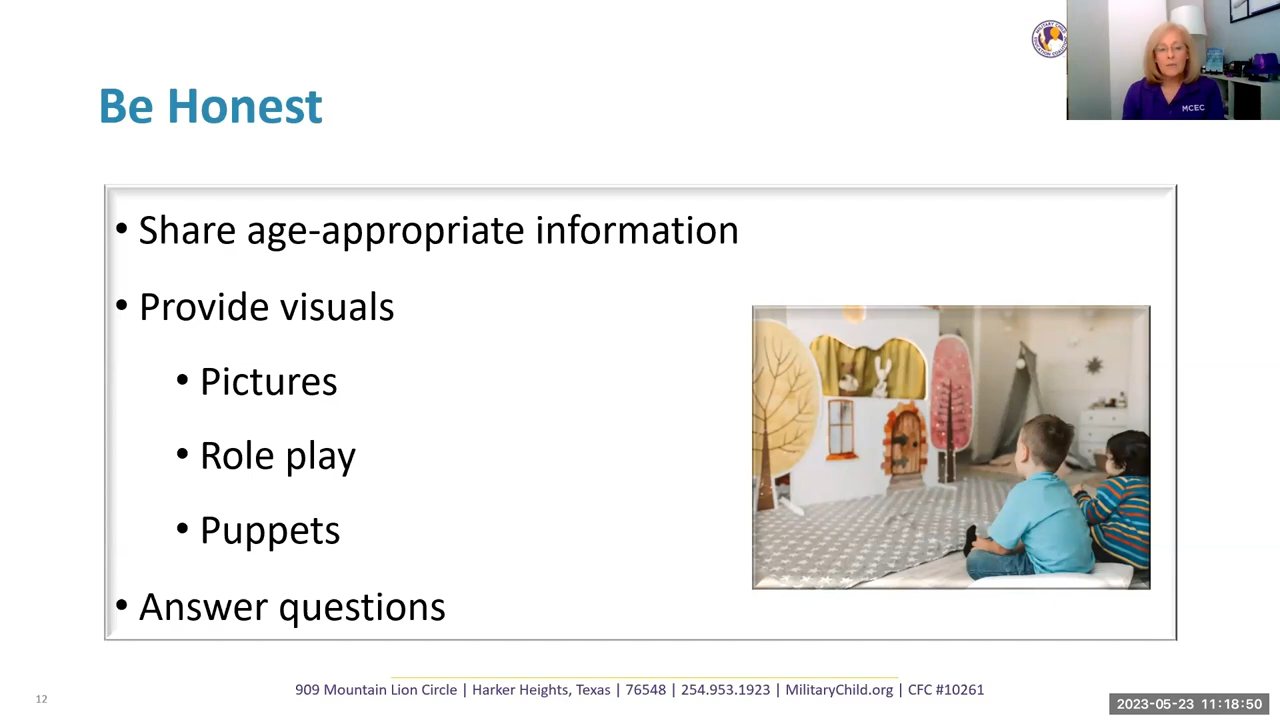 MCEC
Be Honest
• Share age-appropriate information
• Provide visuals
• Pictures
• Role play
• Puppets
• Answer questions
909 Mountain Lion Circle | Harker Heights, Texas | 76548 | 254.953.1923 | MilitaryChild.org | CFC #10261
12
2023-05-23 11:18:50